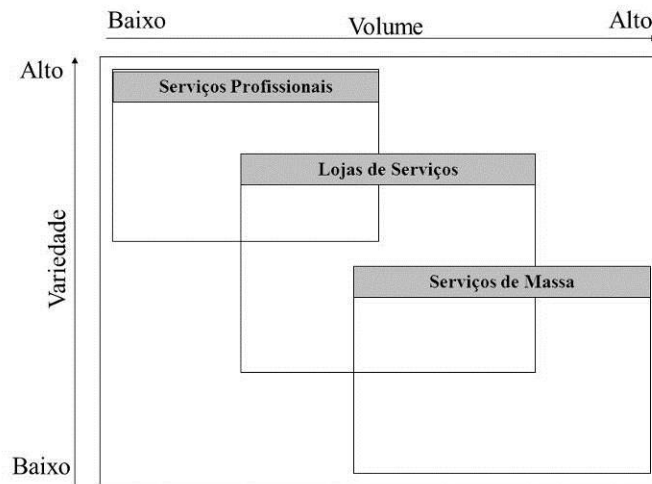 Baixo
Volume
Alto
Alto
Serviços Profissionais
Lojas de Serviços
Variedade
Serviços de Massa
Baixo